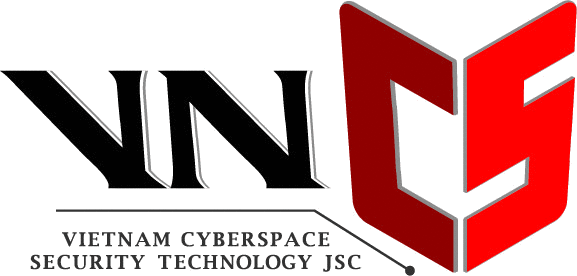 VNCS
VIETNAM CYBERSPACE
SECURITY TECHNOLOGY JSC